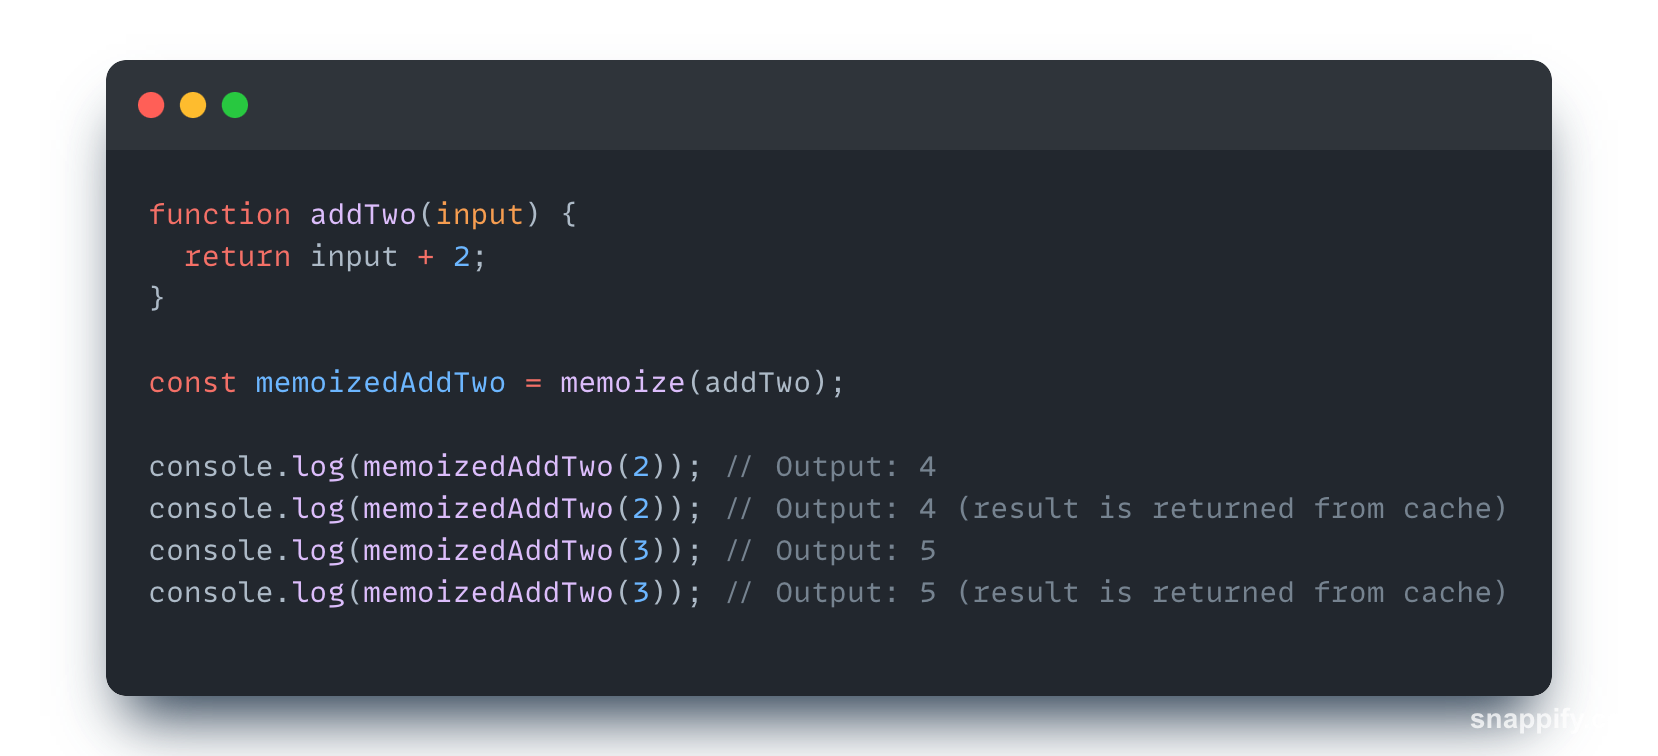 function addTwo(input) {
  return input + 2;
}
const memoizedAddTwo = memoize(addTwo);
console.log(memoizedAddTwo(2)); // Output: 4
console.log(memoizedAddTwo(2)); // Output: 4 (result is returned from cache)
console.log(memoizedAddTwo(3)); // Output: 5
console.log(memoizedAddTwo(3)); // Output: 5 (result is returned from cache)
snappify